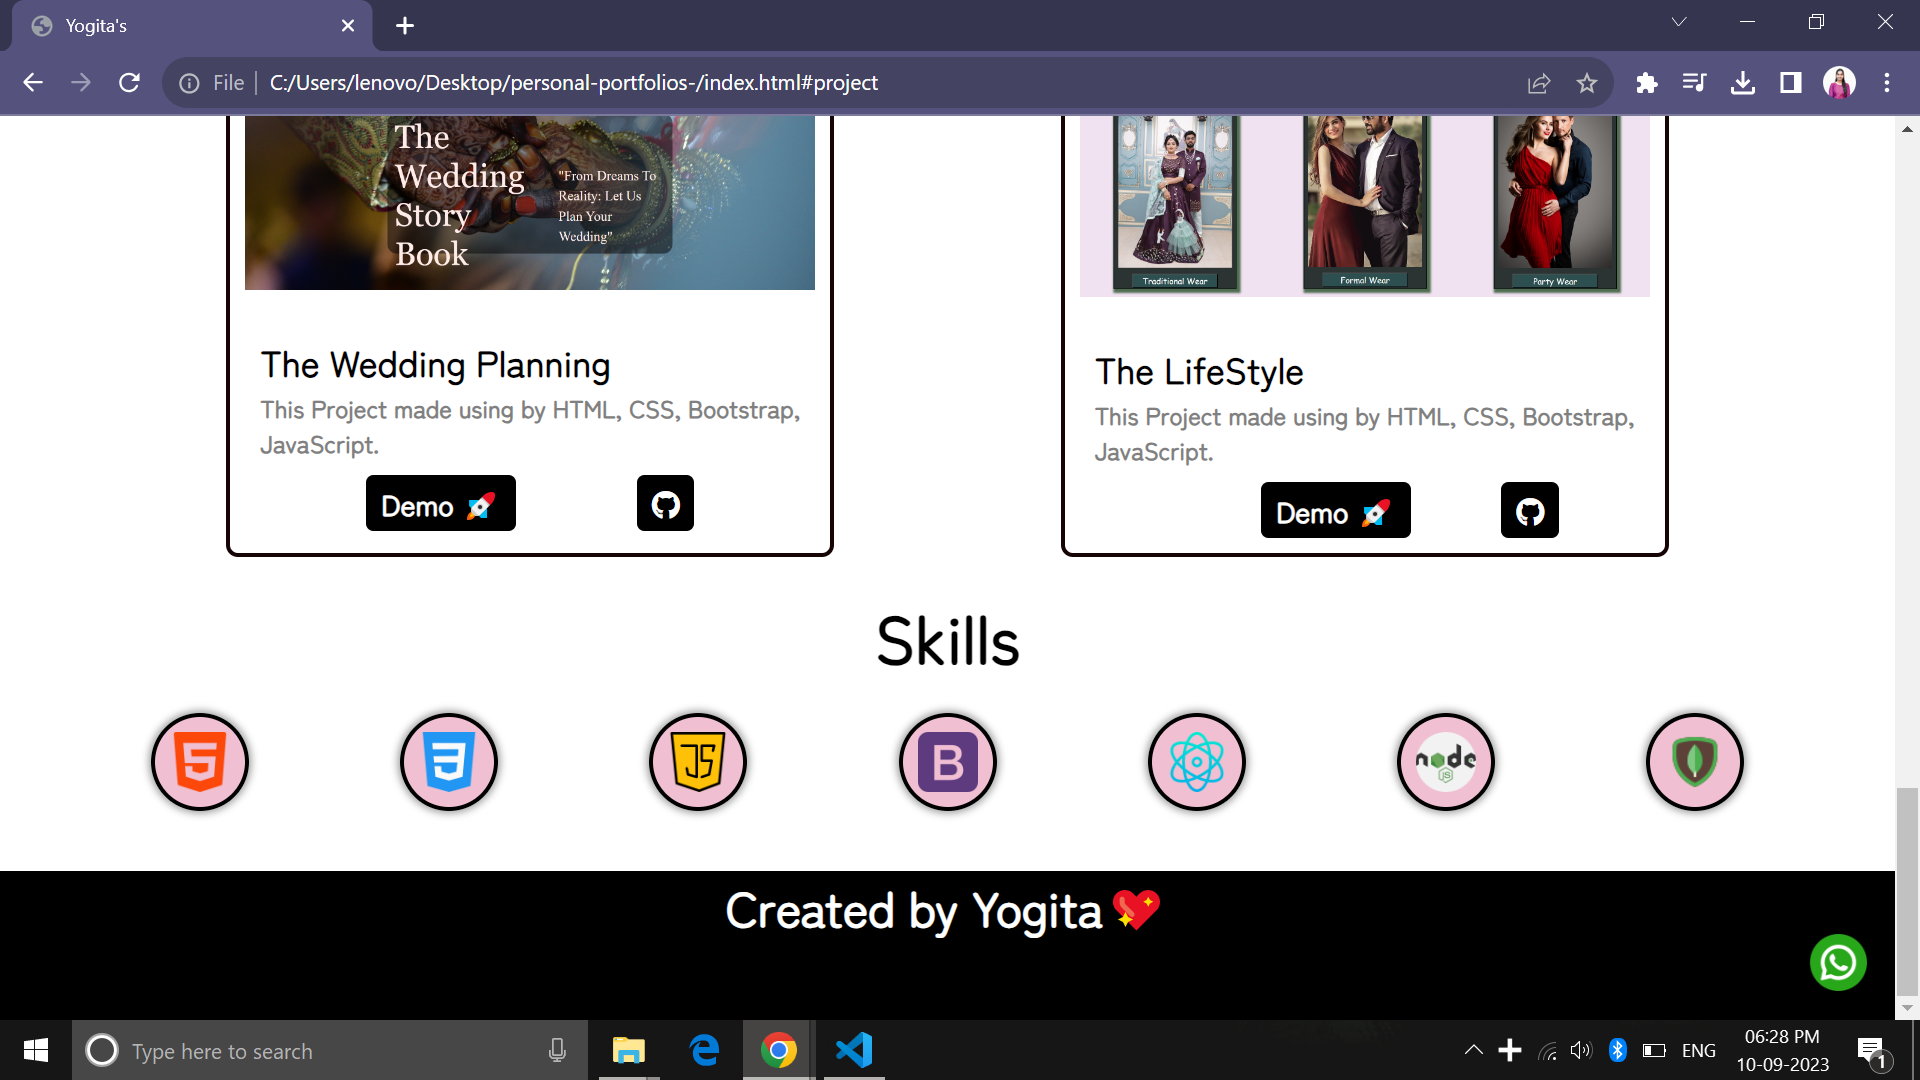 Yogita's
File
C:/Users/lenovo/Desktop/personal-portfolios-/index.html#project
The
Wedding
Story
Book
"From Dreams To
Reality: Let Us
Plan Your
Wedding"
Traditional Wear
Formal Wear
Party Wear
The Wedding Planning
This Project made using by HTML, CSS, Bootstrap,
JavaScript.
Demo 🚀
The LifeStyle
This Project made using by HTML, CSS, Bootstrap,
JavaScript.
Demo 🚀
Skills
5
3
JS
B
node
JS
Created by Yogita 💖
Type here to search
ENG
06:28 PM
10-09-2023
1